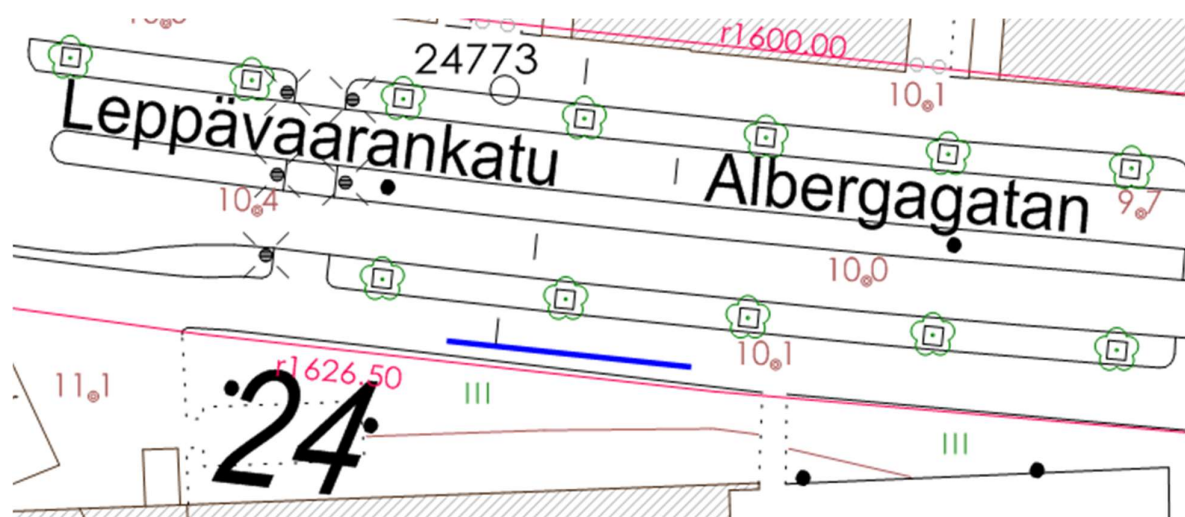 r1600.00
24773
10.1
Leppävaarankatu
Albergagatan
10.4
9.7
10.0
10.1
r1626.50
11.1
24
III
III